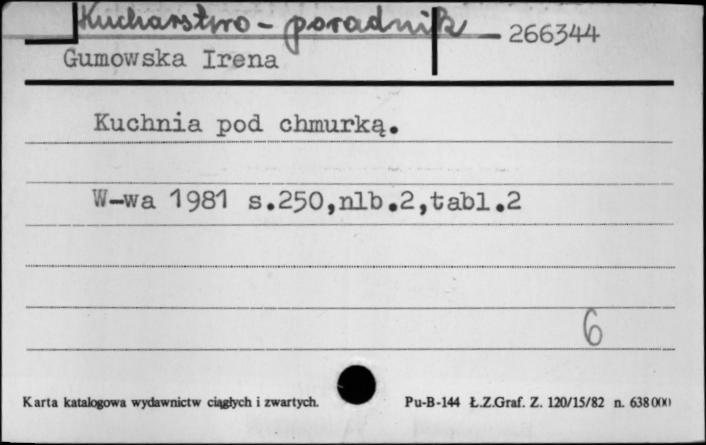 Kucharstwo - poradnik
266344
Gumowska Irena
Kuchnia pod chmurką.
W-wa 1981 s.250,nlb.2,tabl.2
6
Karta katalogowa wydawnictw ciągłych i zwartych.
Pu-B-144 Ł.Z.Graf. Z. 120/15/82 n. 638000